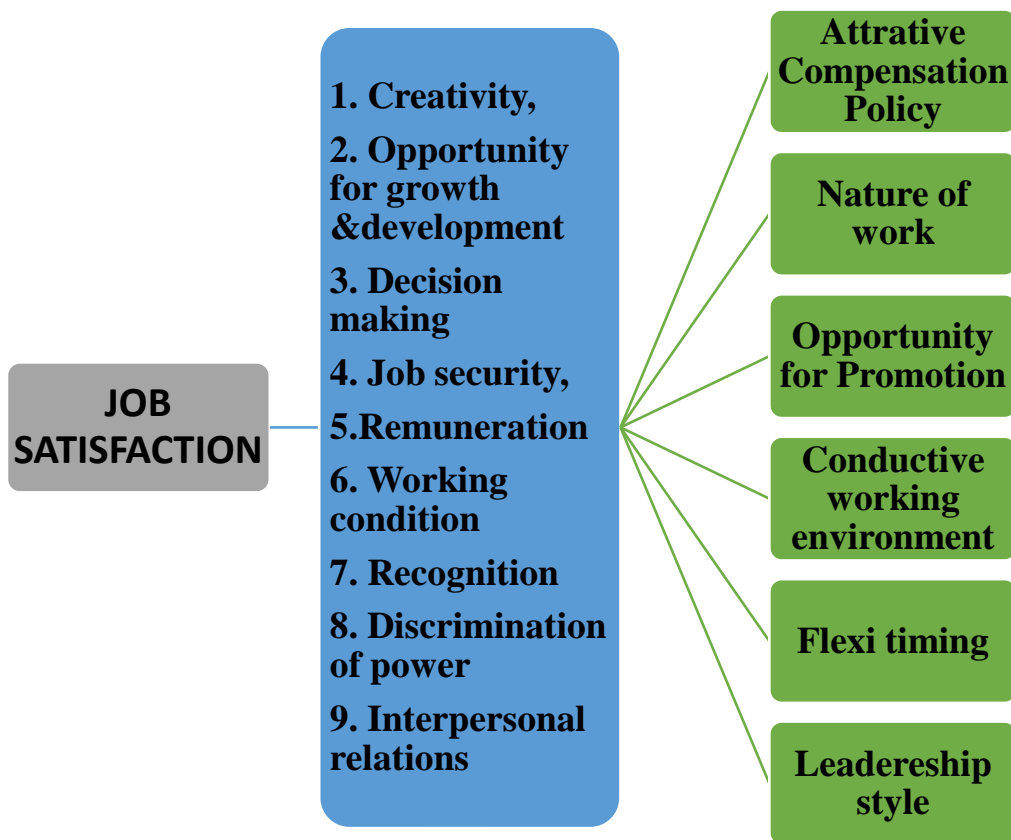 JOB
SATISFACTION
1. Creativity,
2. Opportunity
for growth
&development
3. Decision
making
4. Job security,
5.Remuneration
6. Working
condition
7. Recognition
8. Discrimination
of power
9. Interpersonal
relations
Attrative
Compensation
Policy
Nature of
work
Opportunity
for Promotion
Conductive
working
environment
Flexi timing
Leadereship
style